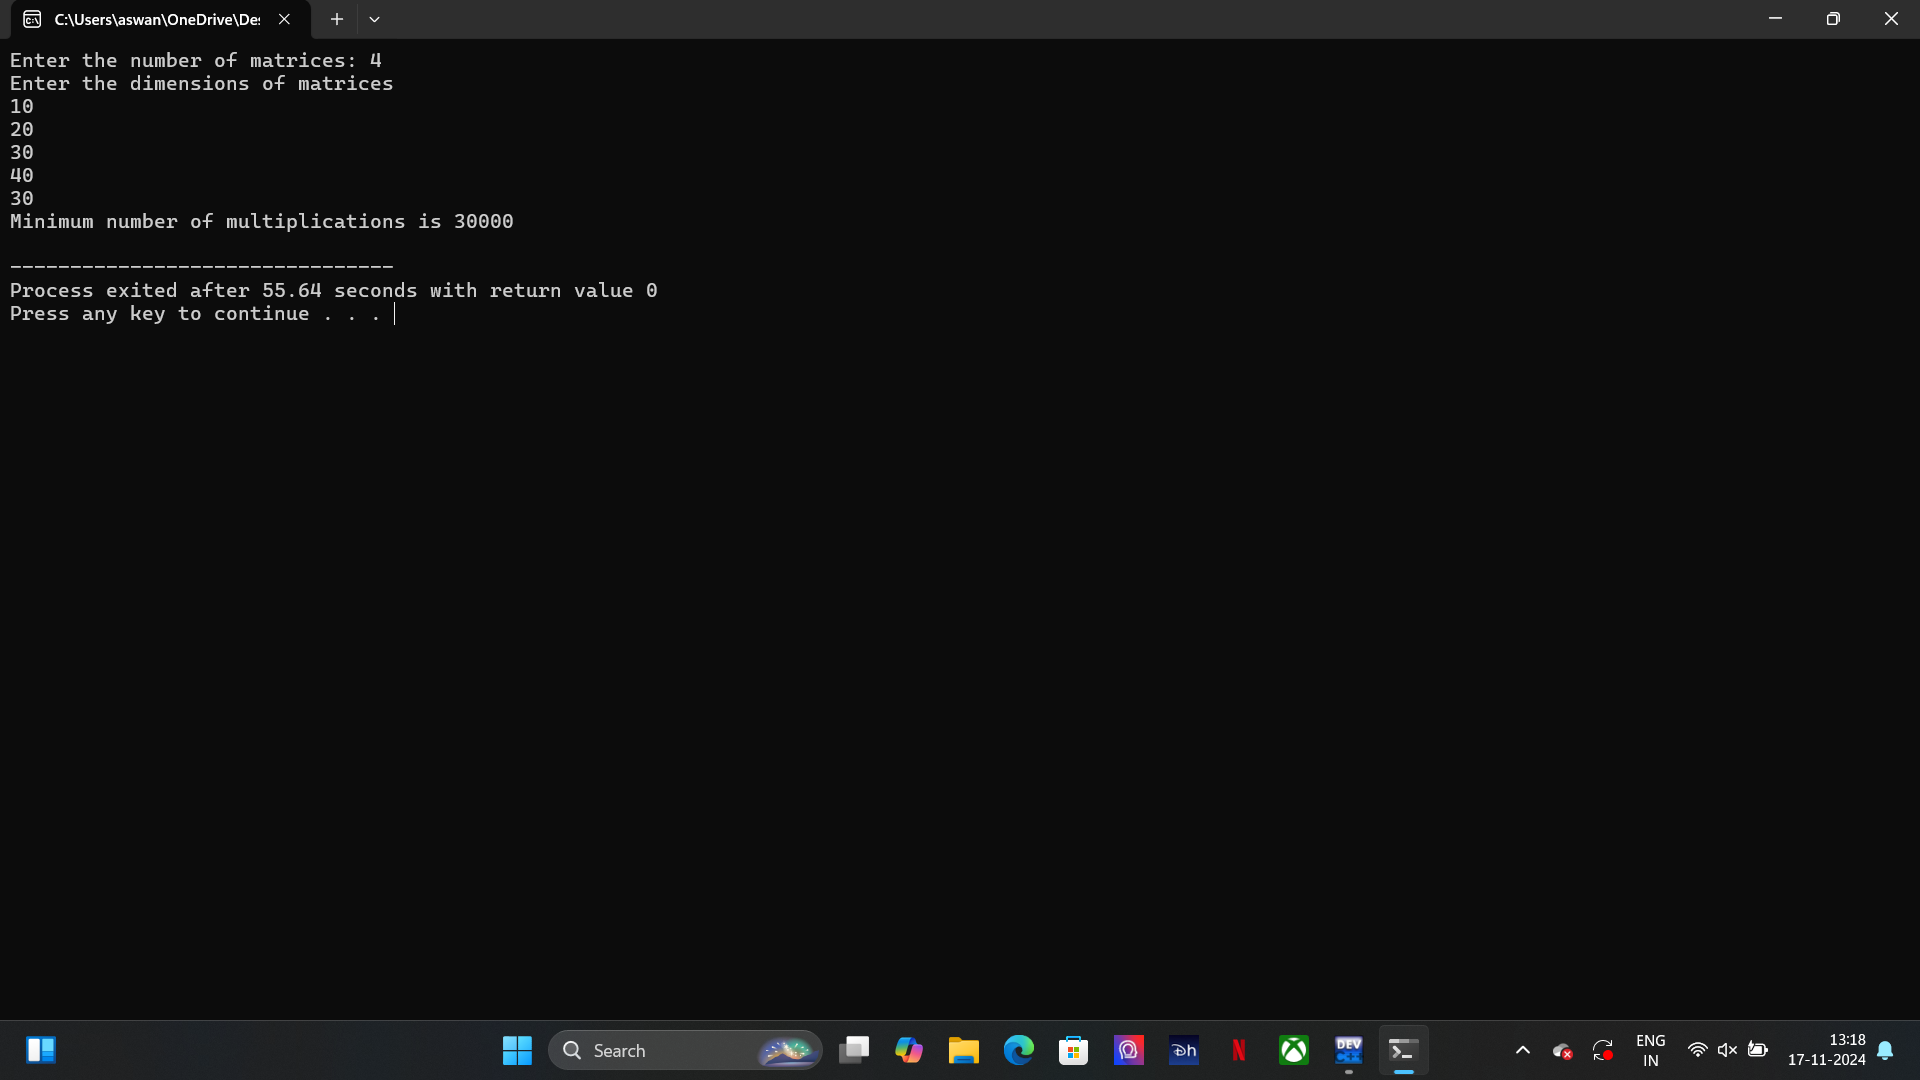 C:\Users\aswan\OneDrive\Des
Enter the number of matrices: 4
Enter the dimensions of matrices
10
20
30
40
30
Minimum number of multiplications is 30000
--------------------------------
Process exited after 55.64 seconds with return value 0
Press any key to continue . . .
Search
DEV
C++
ENG
IN
13:18
17-11-2024